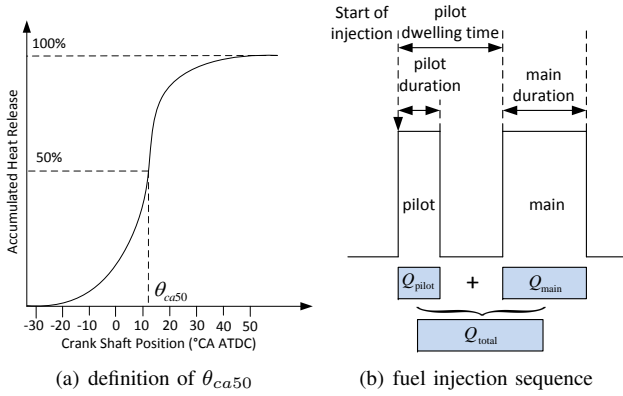 100%
50%
Accumulated Heat Release
θca50
-30 -20 -10 0 10 20 30 40 50
Crank Shaft Position (°CA ATDC)
(a) definition of θca50
Start of
injection
pilot
dwelling time
pilot
duration
main
duration
pilot
main
Qpilot + Qmain
Qtotal
(b) fuel injection sequence